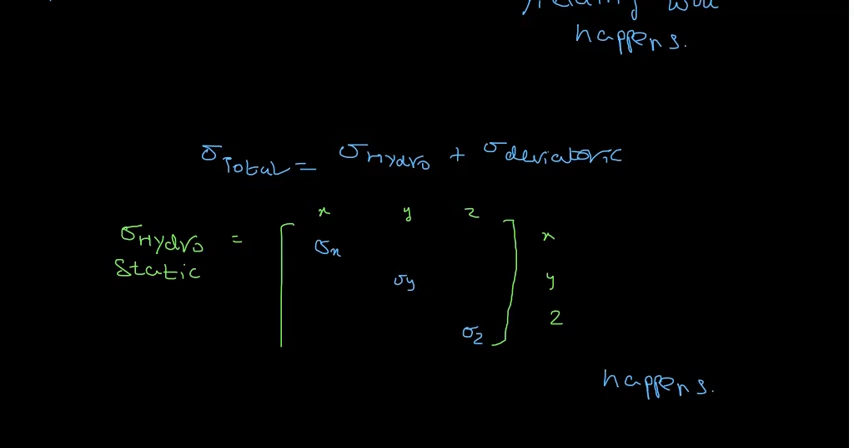 happens.
σTotal = σHydro + σdeviatoric
x y z
σHydro = σx x
Static σy y
σz z
happens.